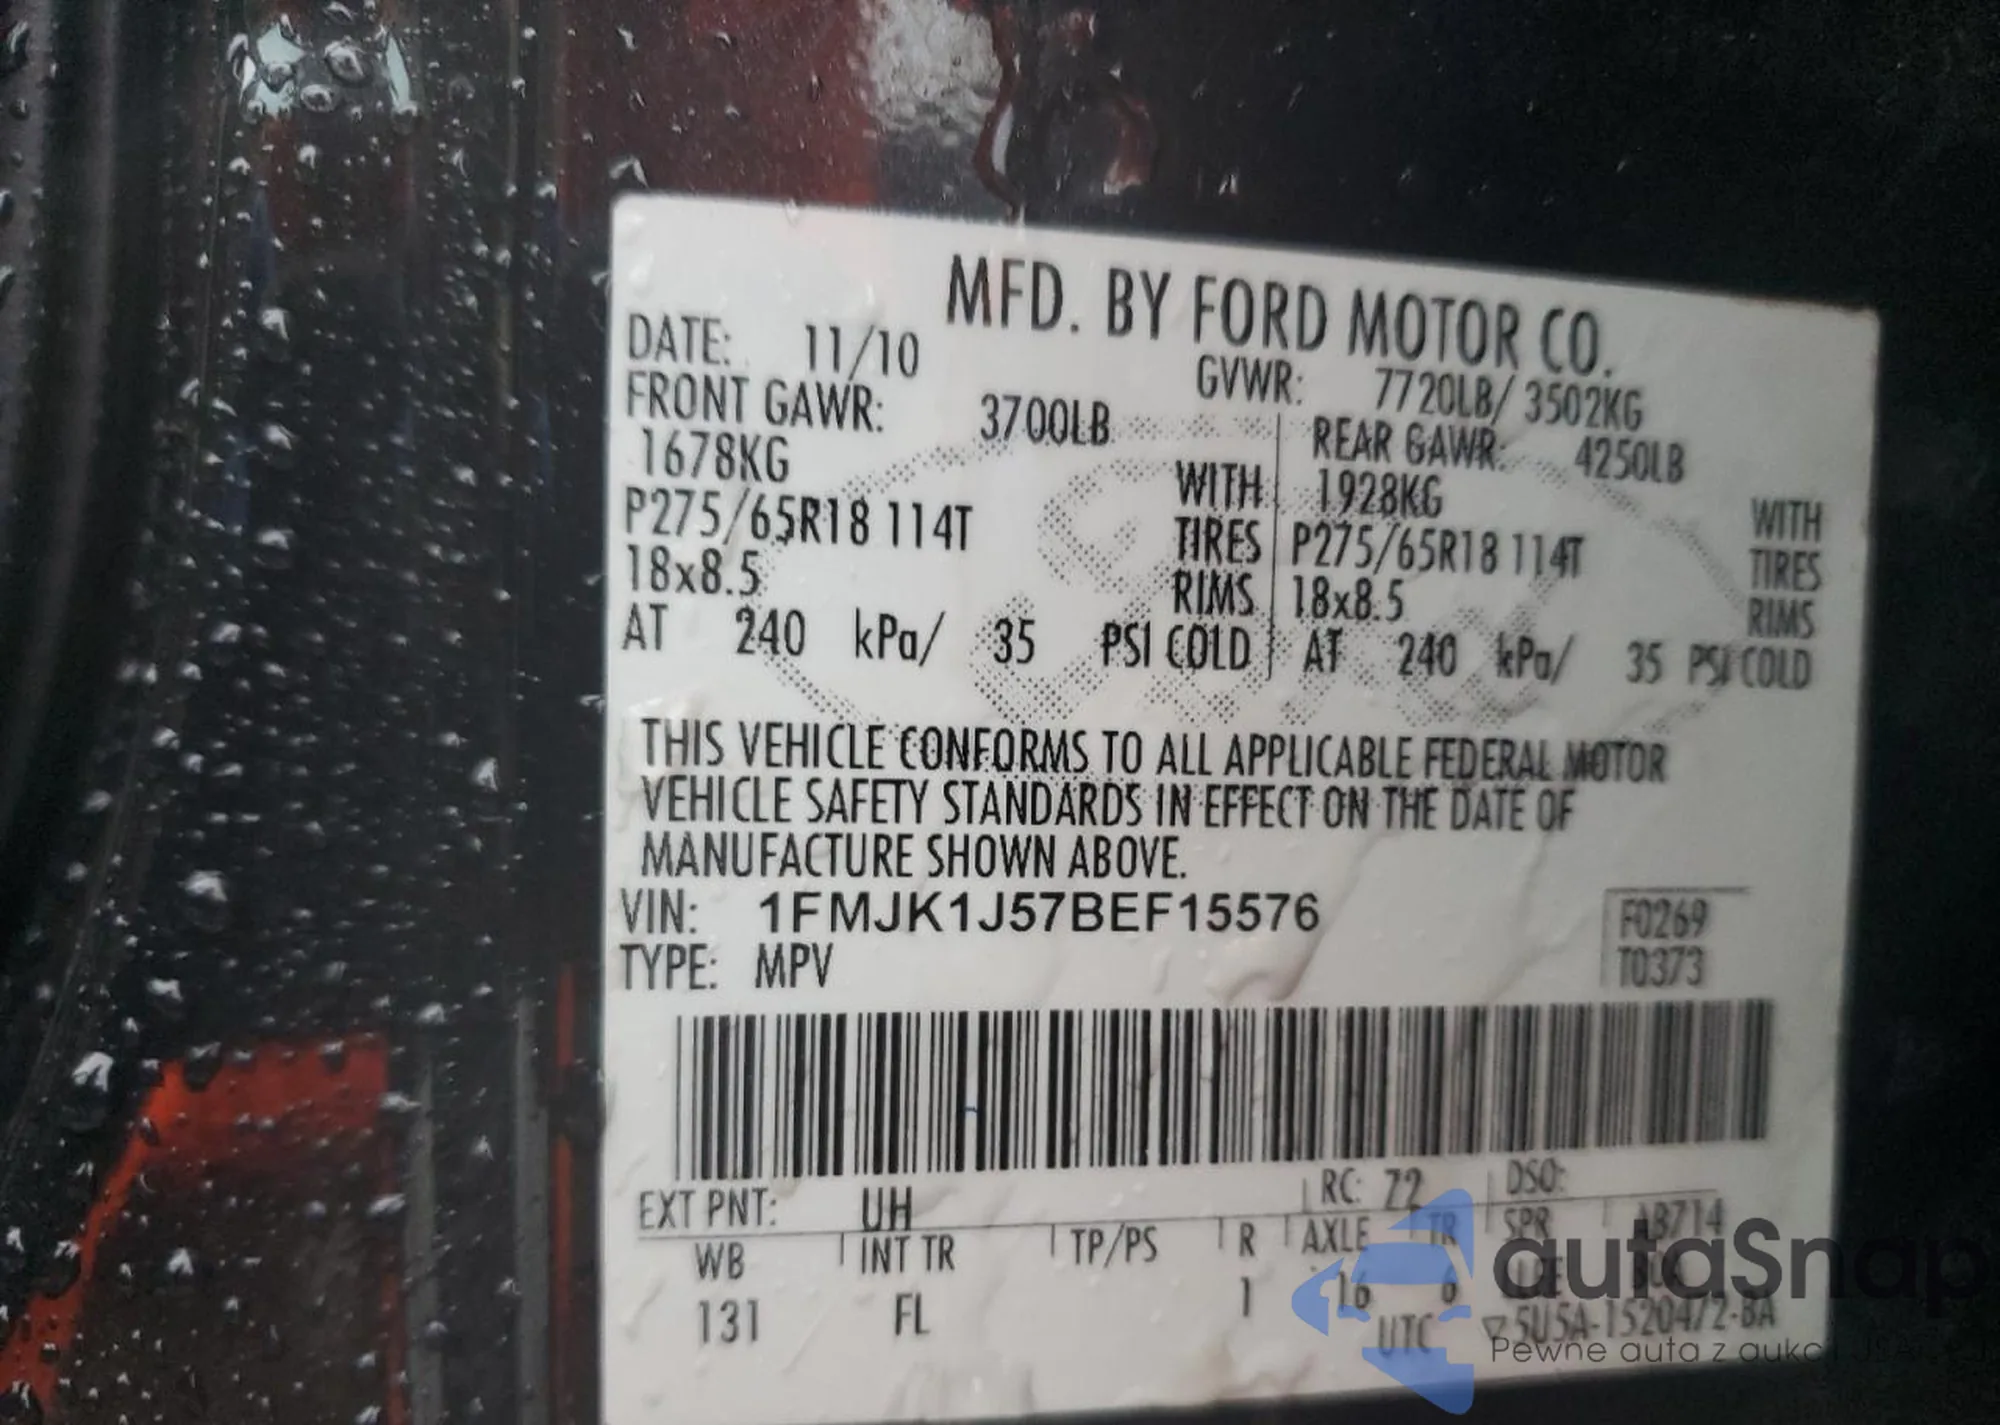 MFD. BY FORD MOTOR CO.
DATE: 11/10
GVWR: 7720LB/ 3502KG
FRONT GAWR: 3700LB
1678KG
P275/65R18 114T
18x8.5
WITH
TIRES
RIMS
AT 240 kPa/ 35 PSI COLD
REAR GAWR: 4250LB
1928KG
P275/65R18 114T
18x8.5
WITH
TIRES
RIMS
AT 240 kPa/ 35 PSI COLD
THIS VEHICLE CONFORMS TO ALL APPLICABLE FEDERAL MOTOR
VEHICLE SAFETY STANDARDS IN EFFECT ON THE DATE OF
MANUFACTURE SHOWN ABOVE.
VIN: 1FMJK1J57BEF15576
TYPE: MPV
F0269
T0373
EXT PNT: UH RC: 72 DSO:
WB INT TR TP/PS R AXLE TR SPR AB714
131 FL 1 16 6
UTC
autaSnap
Pewne auta z